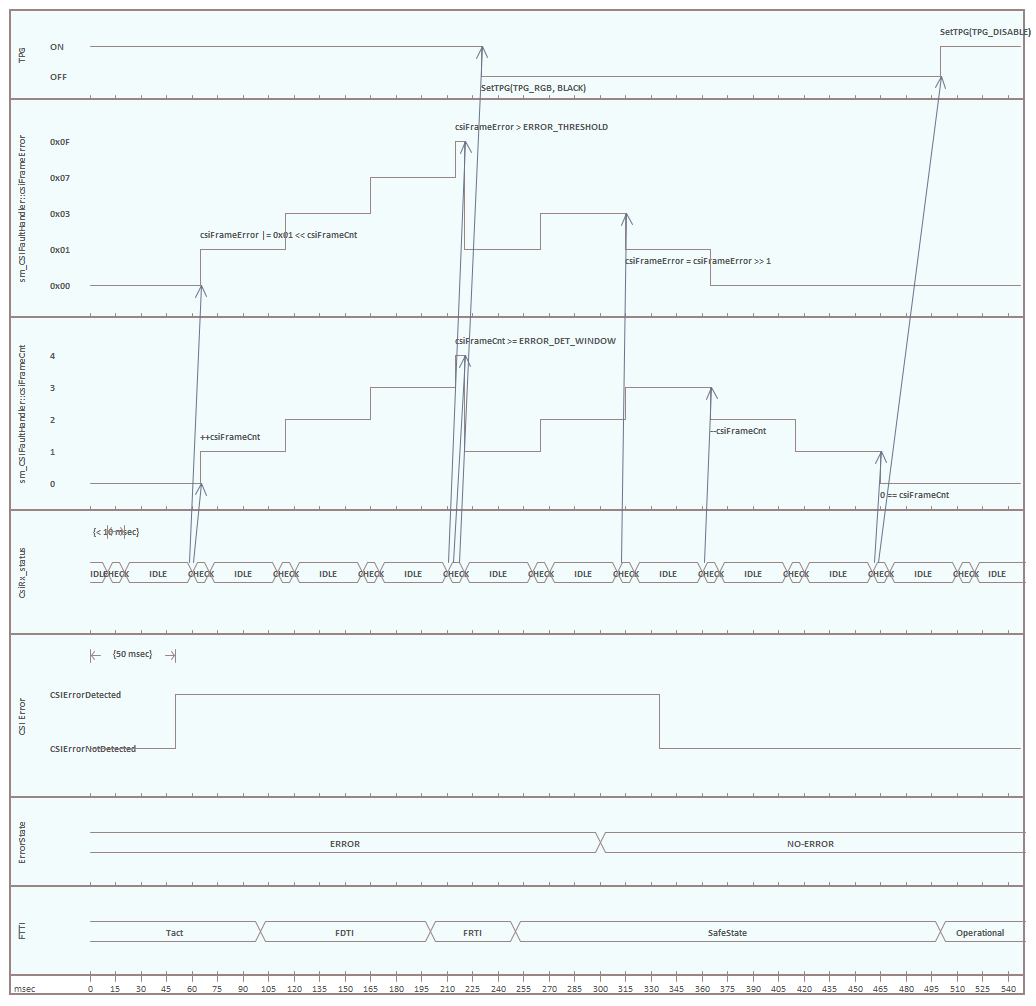 SetTPG(TPG_DISABLE)
TPG
ON
OFF
SetTPG(TPG_RGB, BLACK)
sm_CSIFaultHandler::csiFrameError
csiFrameError > ERROR_THRESHOLD
0x0F
0x07
0x03
csiFrameError |= 0x01 << csiFrameCnt
0x01
csiFrameError = csiFrameError >> 1
0x00
sm_CSIFaultHandler::csiFrameCnt
csiFrameCnt >= ERROR_DET_WINDOW
4
3
2
++csiFrameCnt
--csiFrameCnt
1
0
0 == csiFrameCnt
CsiRx_status
{< 10 msec}
IDLE CHECK IDLE CHECK IDLE CHECK IDLE CHECK IDLE CHECK IDLE CHECK IDLE CHECK IDLE CHECK IDLE CHECK IDLE CHECK IDLE CHECK IDLE
{50 msec}
CSI Error
CSIErrorDetected
CSIErrorNotDetected
ErrorState
ERROR NO-ERROR
FTTI
Tact FDTI FRTI SafeState Operational
msec 0 15 30 45 60 75 90 105 120 135 150 165 180 195 210 225 240 255 270 285 300 315 330 345 360 375 390 405 420 435 450 465 480 495 510 525 540